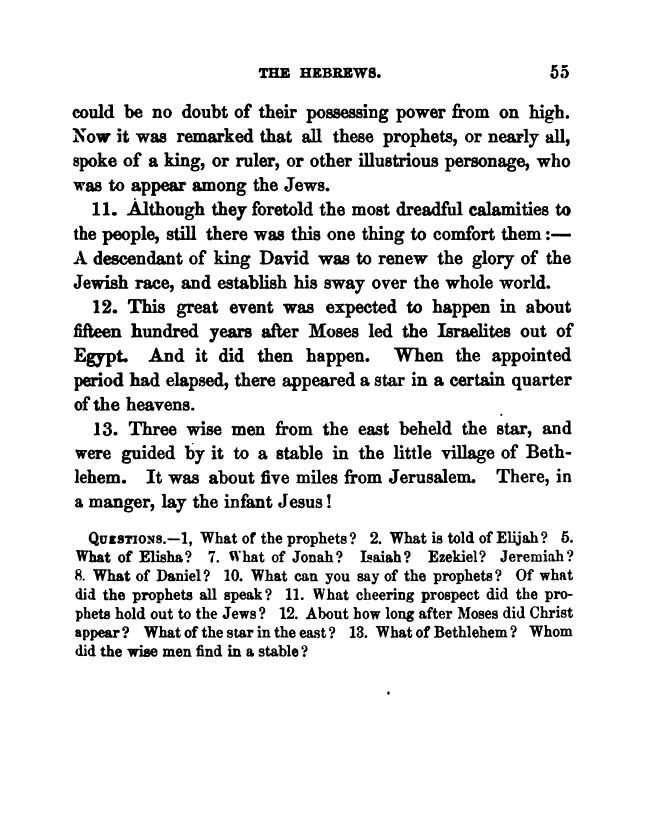 THE HEBREWS. 55
could be no doubt of their possessing power from on high.
Now it was remarked that all these prophets, or nearly all,
spoke of a king, or ruler, or other illustrious personage, who
was to appear among the Jews.
11. Although they foretold the most dreadful calamities to
the people, still there was this one thing to comfort them :—
A descendant of king David was to renew the glory of the
Jewish race, and establish his sway over the whole world.
12. This great event was expected to happen in about
fifteen hundred years after Moses led the Israelites out of
Egypt. And it did then happen. When the appointed
period had elapsed, there appeared a star in a certain quarter
of the heavens.
13. Three wise men from the east beheld the star, and
were guided by it to a stable in the little village of Beth-
lehem. It was about five miles from Jerusalem. There, in
a manger, lay the infant Jesus!
QUESTIONS.—1, What of the prophets? 2. What is told of Elijah? 5.
What of Elisha? 7. What of Jonah? Isaiah? Ezekiel? Jeremiah?
8. What of Daniel? 10. What can you say of the prophets? Of what
did the prophets all speak? 11. What cheering prospect did the pro-
phets hold out to the Jews? 12. About how long after Moses did Christ
appear? What of the star in the east? 13. What of Bethlehem? Whom
did the wise men find in a stable?